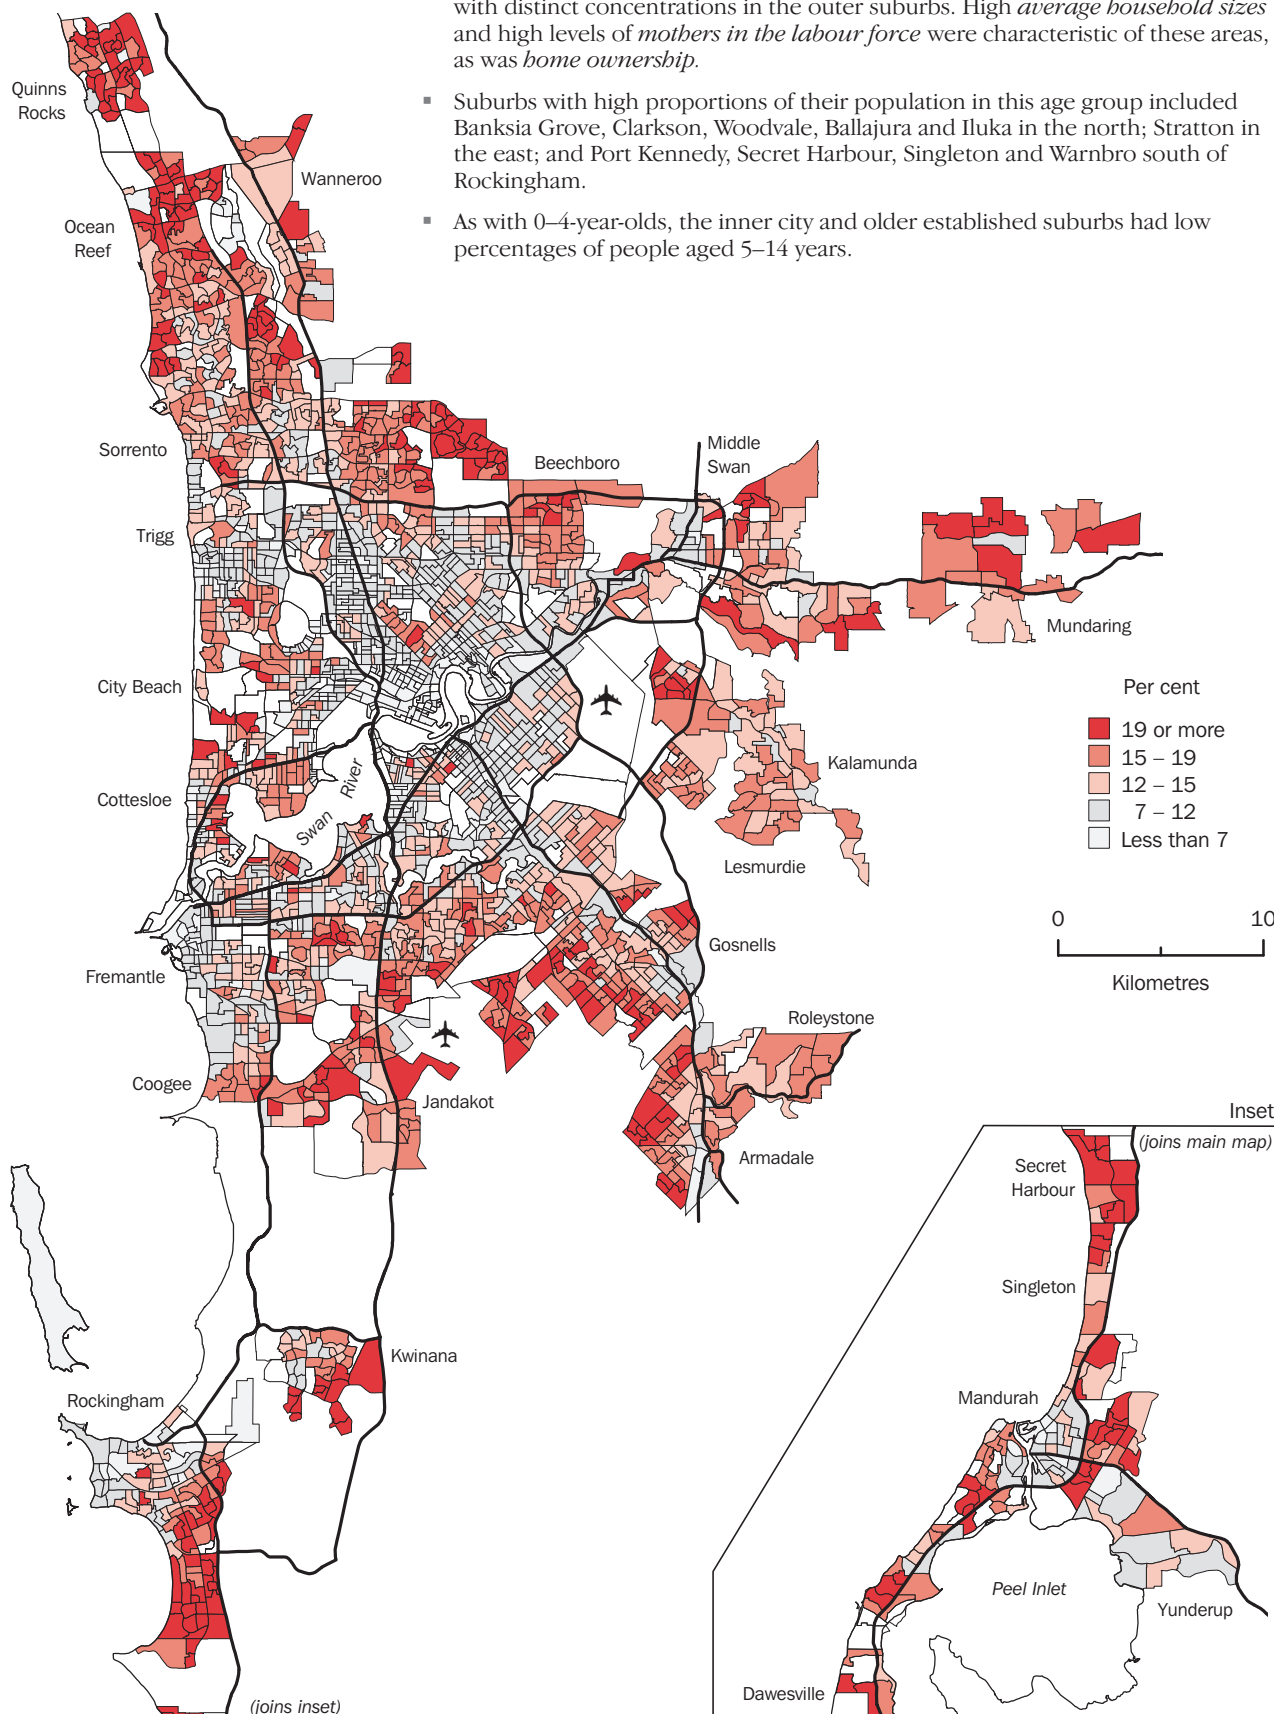 with distinct concentrations in the outer suburbs. High average household sizes
and high levels of mothers in the labour force were characteristic of these areas,
as was home ownership.
▪ Suburbs with high proportions of their population in this age group included
Banksia Grove, Clarkson, Woodvale, Ballajura and Iluka in the north; Stratton in
the east; and Port Kennedy, Secret Harbour, Singleton and Warnbro south of
Rockingham.
▪ As with 0–4-year-olds, the inner city and older established suburbs had low
percentages of people aged 5–14 years.
Quinns
Rocks
Wanneroo
Ocean
Reef
Sorrento
Beechboro
Middle
Swan
Trigg
Mundaring
City Beach
Per cent
19 or more
15 – 19
12 – 15
7 – 12
Less than 7
Kalamunda
Cottesloe
Swan
River
Lesmurdie
0
10
Kilometres
Gosnells
Fremantle
Roleystone
Coogee
Jandakot
Armadale
Inset
(joins main map)
Secret
Harbour
Singleton
Kwinana
Rockingham
Mandurah
Peel Inlet
Yunderup
Dawesville
(joins inset)